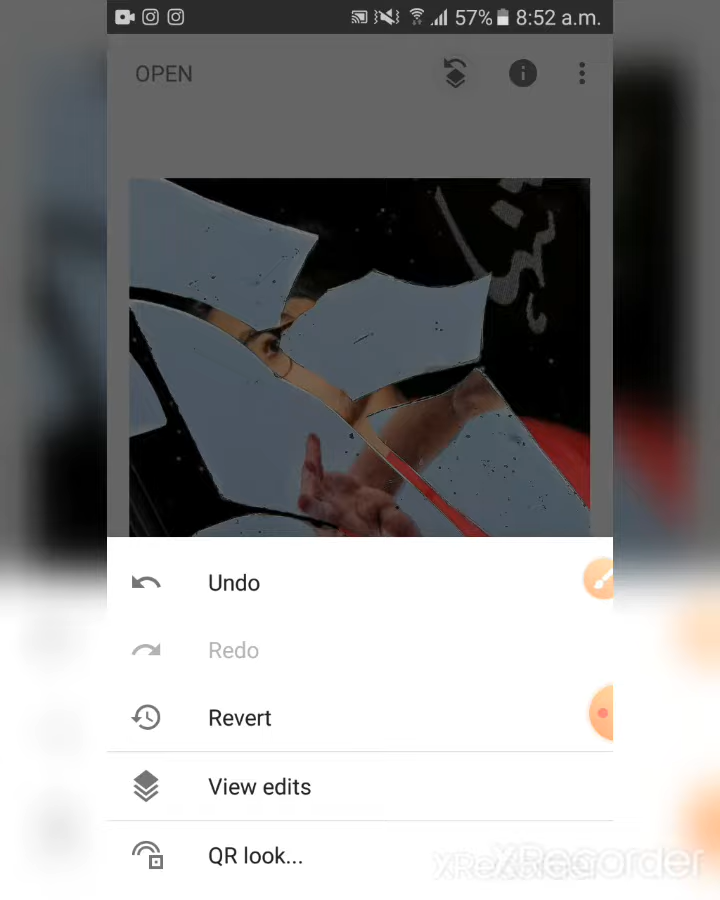 57% 8:52 a.m.
OPEN
Undo
Redo
Revert
View edits
QR look...
XRecorder